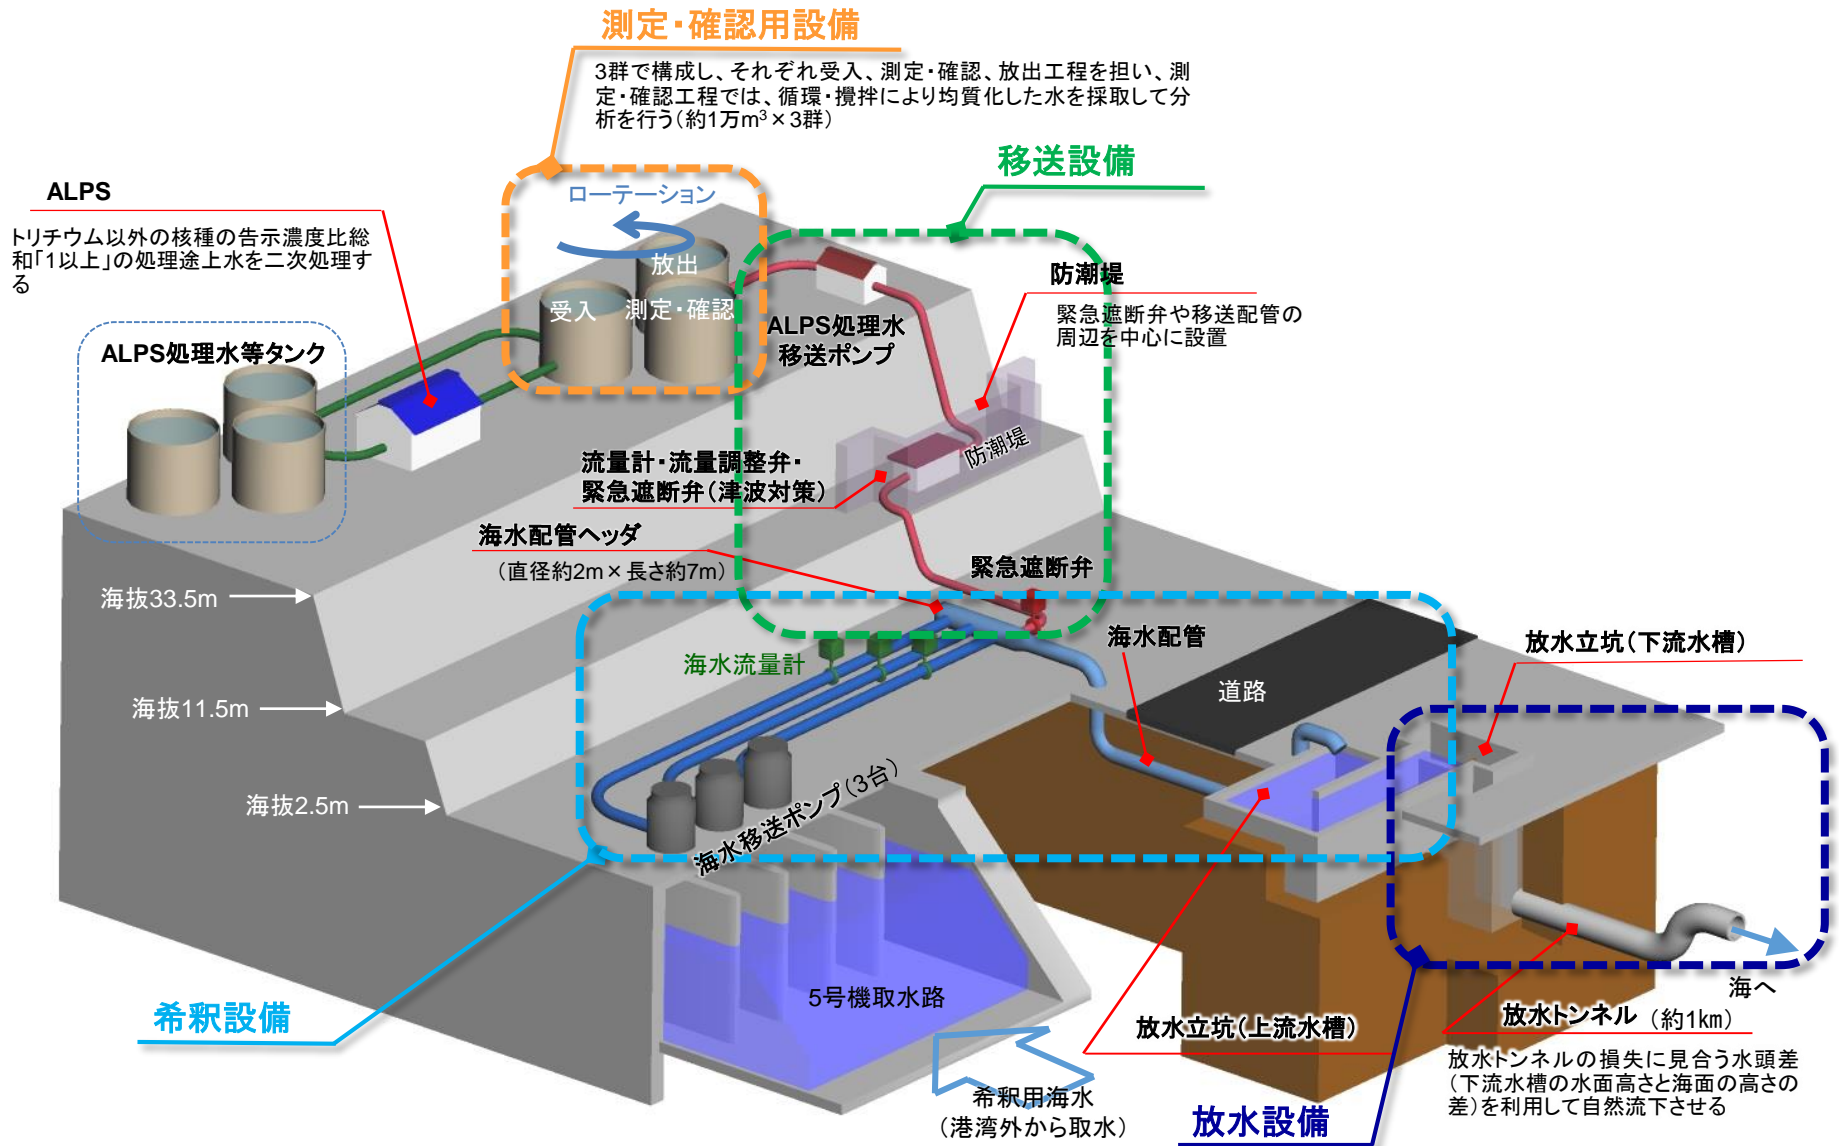 測定・確認用設備
3群で構成し、それぞれ受入、測定・確認、放出工程を担い、測
定・確認工程では、循環・攪拌により均質化した水を採取して分
析を行う（約1万m³×3群）
移送設備
ALPS
トリチウム以外の核種の告示濃度比総
和「1以上」の処理途上水を二次処理す
る
ローテーション
放出
受入
測定・確認
防潮堤
緊急遮断弁や移送配管の
周辺を中心に設置
ALPS処理水
移送ポンプ
ALPS処理水等タンク
防潮堤
流量計・流量調整弁・
緊急遮断弁（津波対策）
海水配管ヘッダ
（直径約2m×長さ約7m）
緊急遮断弁
海抜33.5m
海水配管
放水立坑（下流水槽）
海水流量計
道路
海抜11.5m
海抜2.5m
海水移送ポンプ（3台）
5号機取水路
海へ
希釈設備
放水立坑（上流水槽）
放水トンネル（約1km）
放水トンネルの損失に見合う水頭差
（下流水槽の水面高さと海面の高さの
差）を利用して自然流下させる
希釈用海水
（港湾外から取水）
放水設備